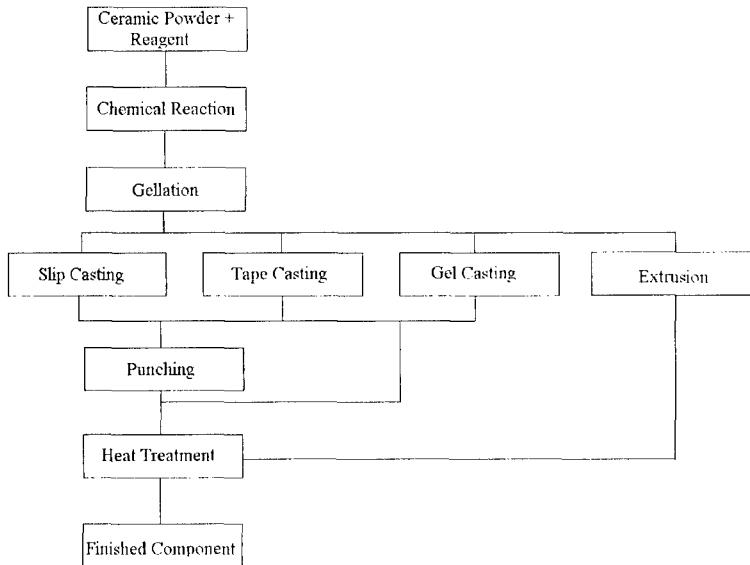 Ceramic Powder +
Reagent
Chemical Reaction
Gellation
Slip Casting
Tape Casting
Gel Casting
Extrusion
Punching
Heat Treatment
Finished Component